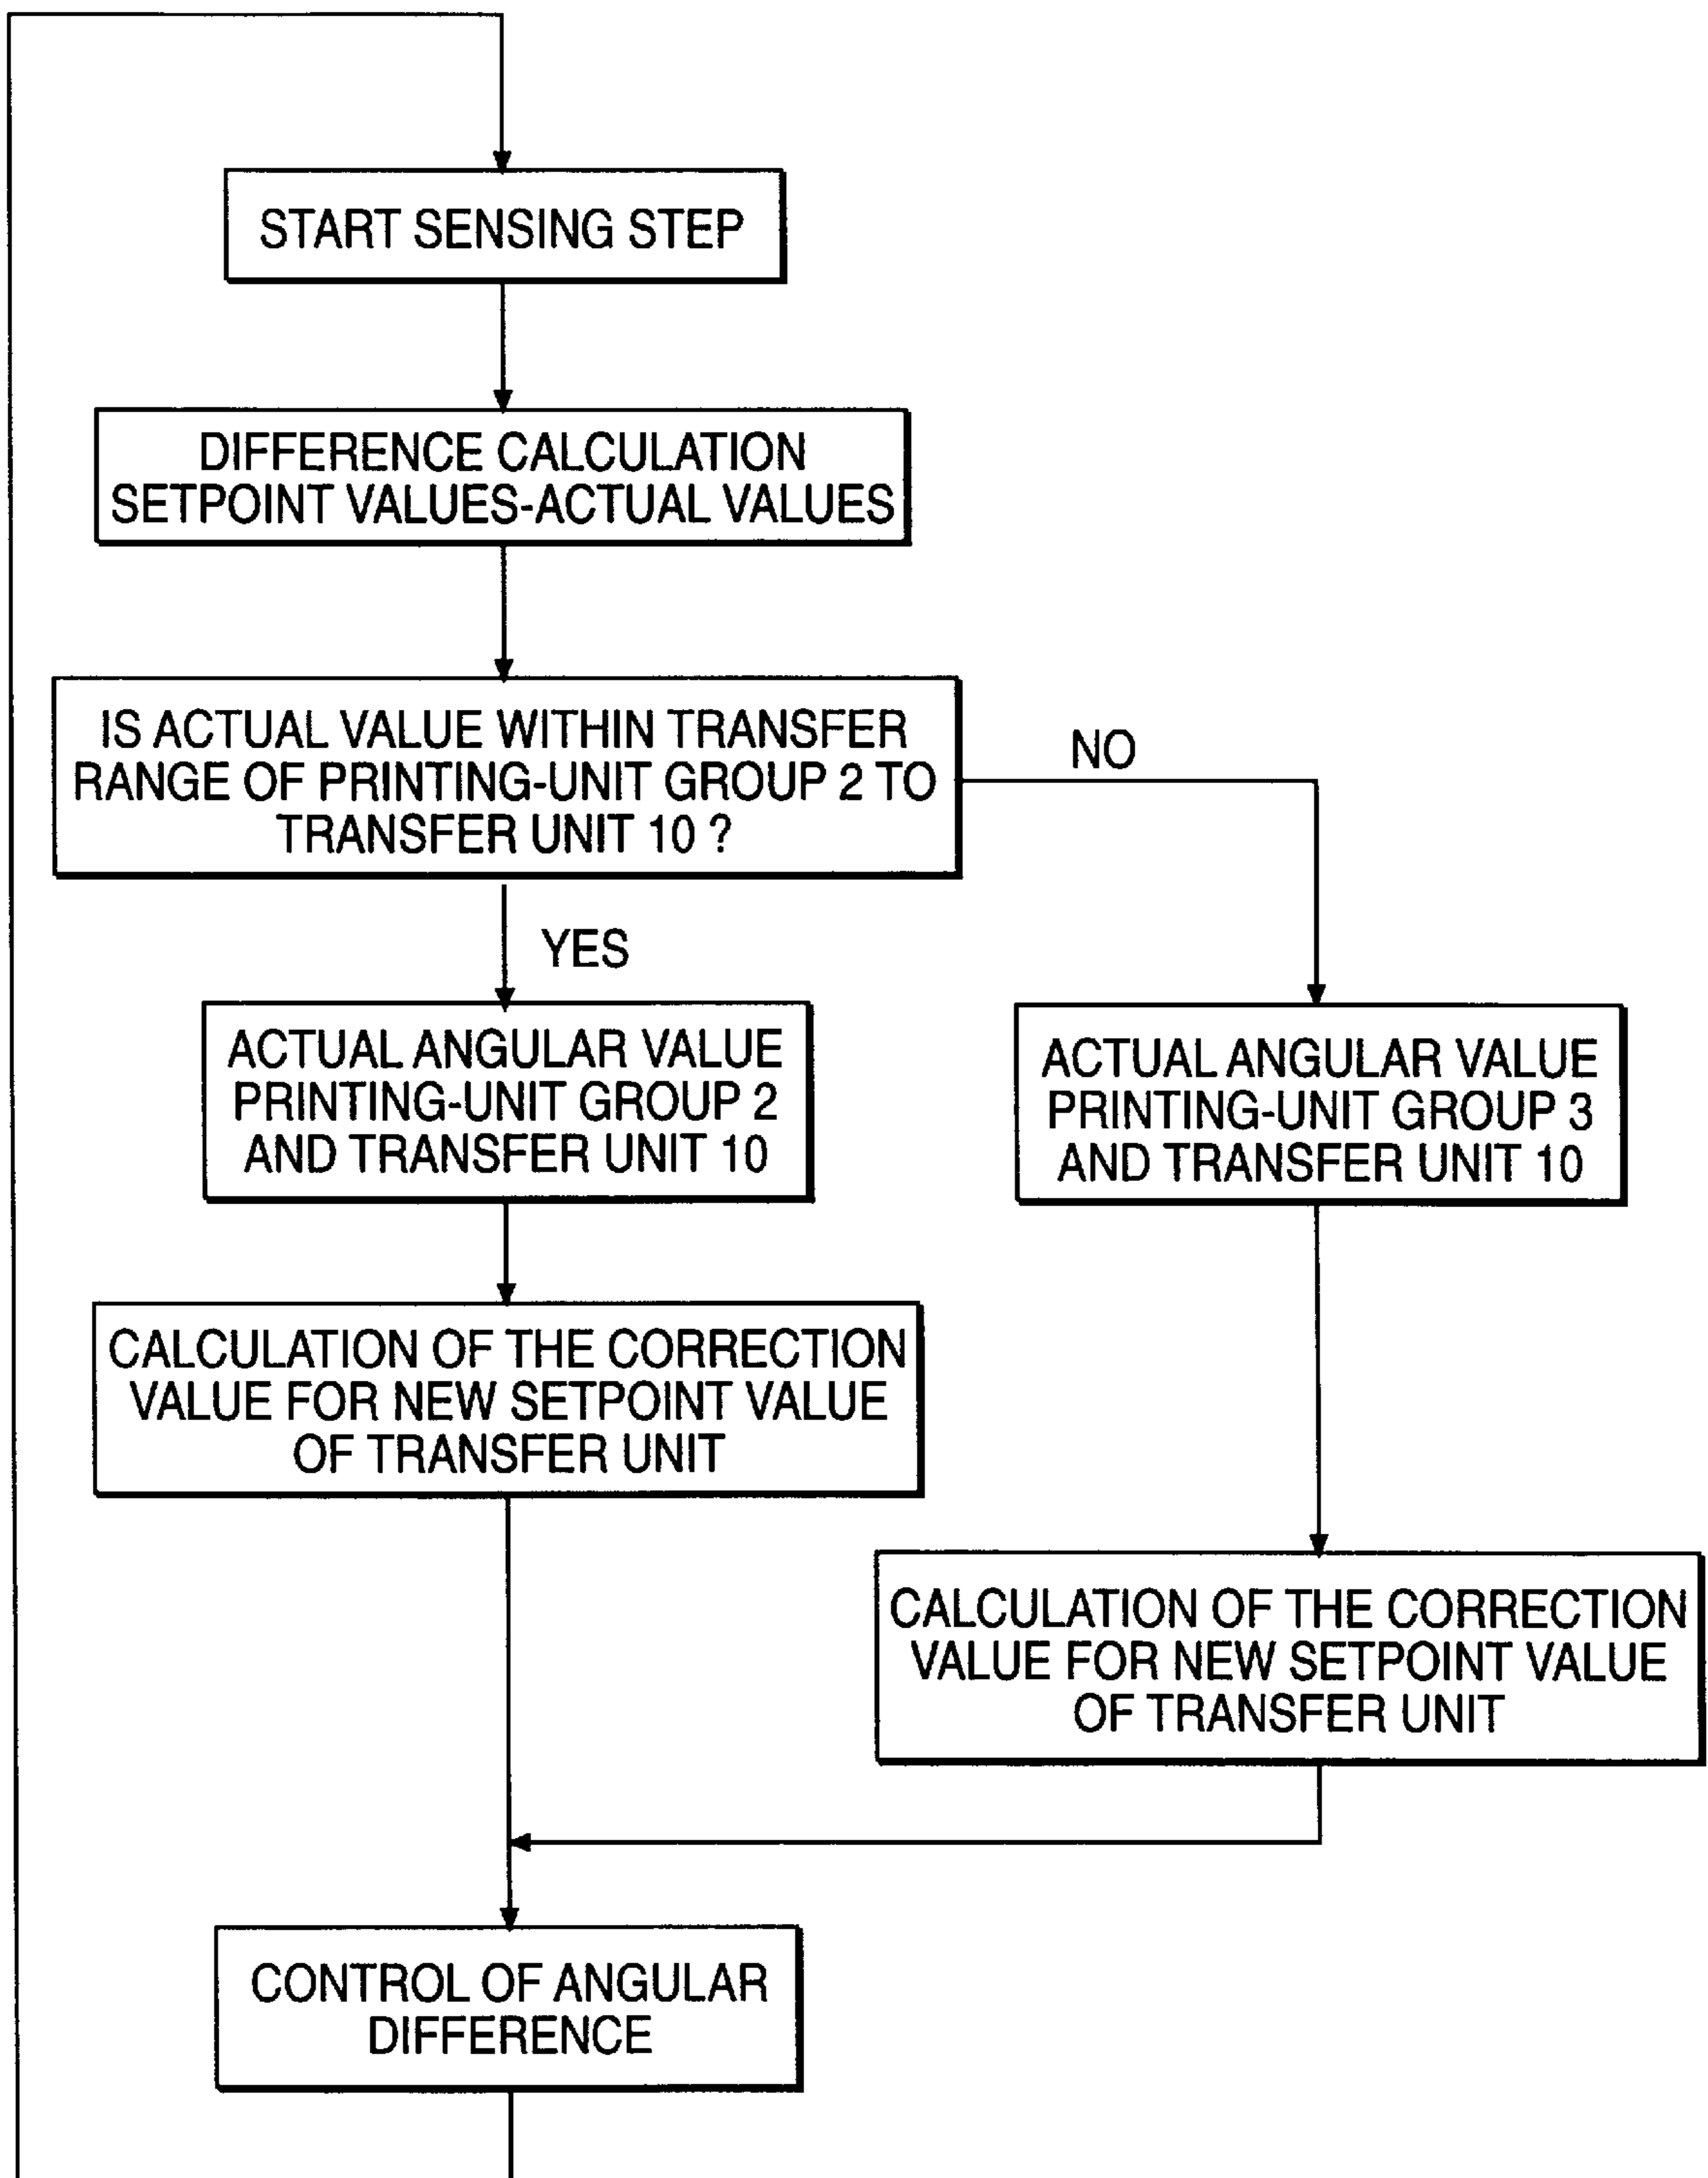 START SENSING STEP
DIFFERENCE CALCULATION
SETPOINT VALUES-ACTUAL VALUES
IS ACTUAL VALUE WITHIN TRANSFER
RANGE OF PRINTING-UNIT GROUP 2 TO
TRANSFER UNIT 10 ?
NO
YES
ACTUAL ANGULAR VALUE
PRINTING-UNIT GROUP 2
AND TRANSFER UNIT 10
ACTUAL ANGULAR VALUE
PRINTING-UNIT GROUP 3
AND TRANSFER UNIT 10
CALCULATION OF THE CORRECTION
VALUE FOR NEW SETPOINT VALUE
OF TRANSFER UNIT
CALCULATION OF THE CORRECTION
VALUE FOR NEW SETPOINT VALUE
OF TRANSFER UNIT
CONTROL OF ANGULAR
DIFFERENCE